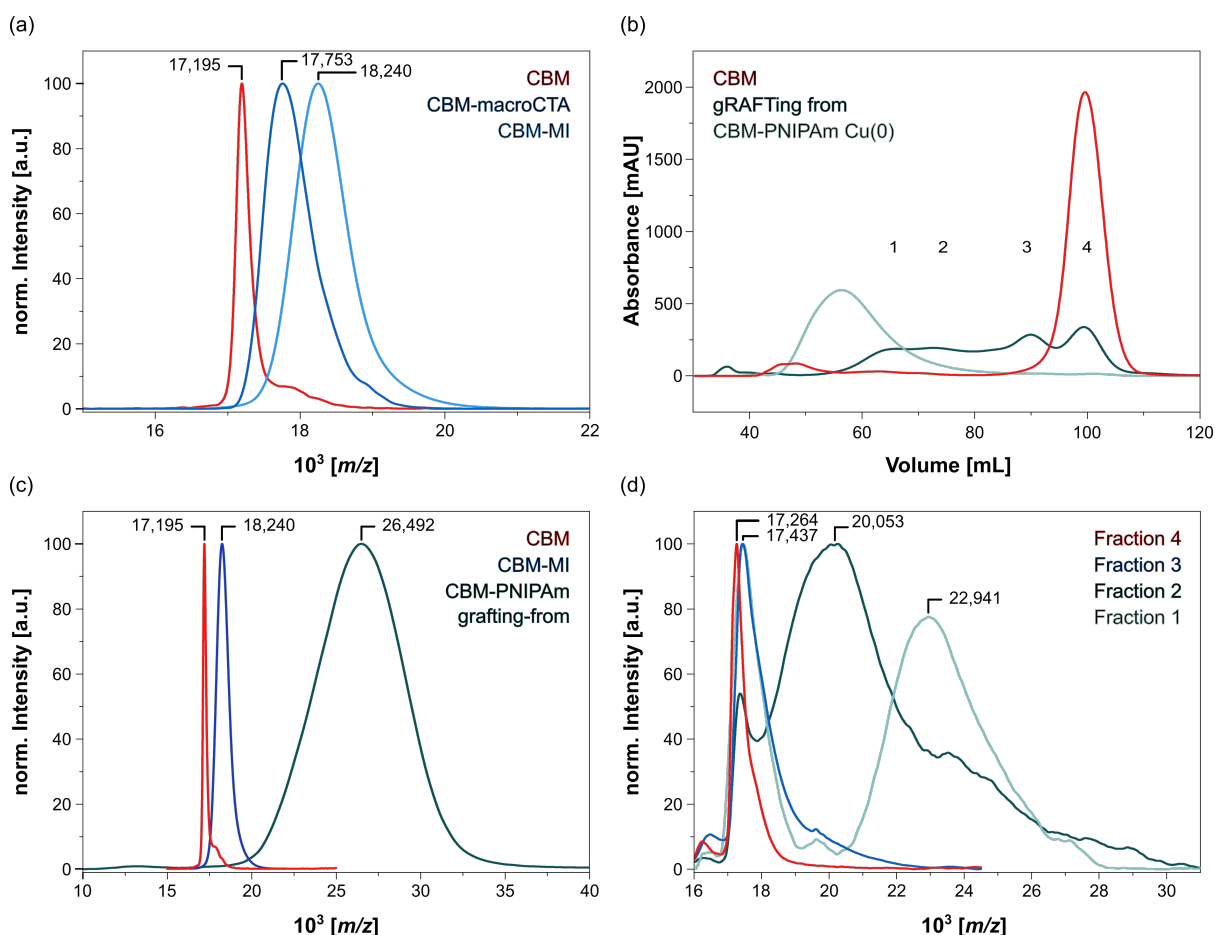 (a)
17,195
17,753
18,240
CBM
CBM-macroCTA
CBM-MI
norm. Intensity [a.u.]
100
80
60
40
20
0
16
18
20
22
10³ [m/z]
(b)
CBM
gRAFTing from
CBM-PNIPAm Cu(0)
Absorbance [mAU]
2000
1500
1000
500
0
1
2
3
4
40
60
80
100
120
Volume [mL]
(c)
17,195
18,240
26,492
CBM
CBM-MI
CBM-PNIPAm
grafting-from
norm. Intensity [a.u.]
100
80
60
40
20
0
10
15
20
25
30
35
40
10³ [m/z]
(d)
17,264
17,437
20,053
22,941
Fraction 4
Fraction 3
Fraction 2
Fraction 1
norm. Intensity [a.u.]
100
80
60
40
20
0
16
18
20
22
24
26
28
30
10³ [m/z]